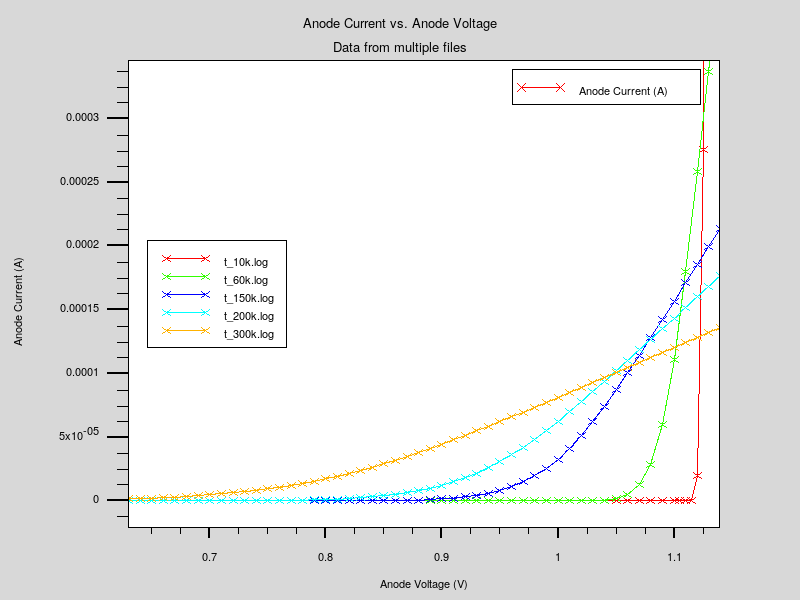 Anode Current vs. Anode Voltage
Data from multiple files
Anode Current (A)
0.0003
0.00025
0.0002
0.00015
0.0001
5x10-05
0
t_10k.log
t_60k.log
t_150k.log
t_200k.log
t_300k.log
Anode Current (A)
0.7 0.8 0.9 1 1.1
Anode Voltage (V)